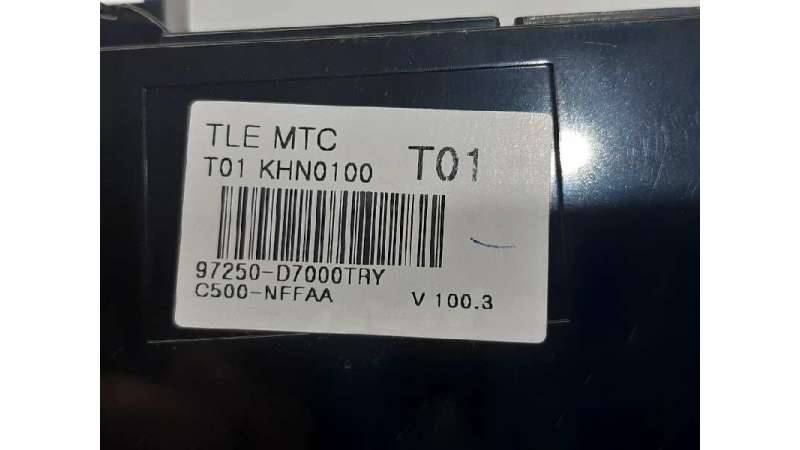 TLE MTC
T01 KHN0100 T01
97250-D7000TRY
C500-NFFAA V 100.3